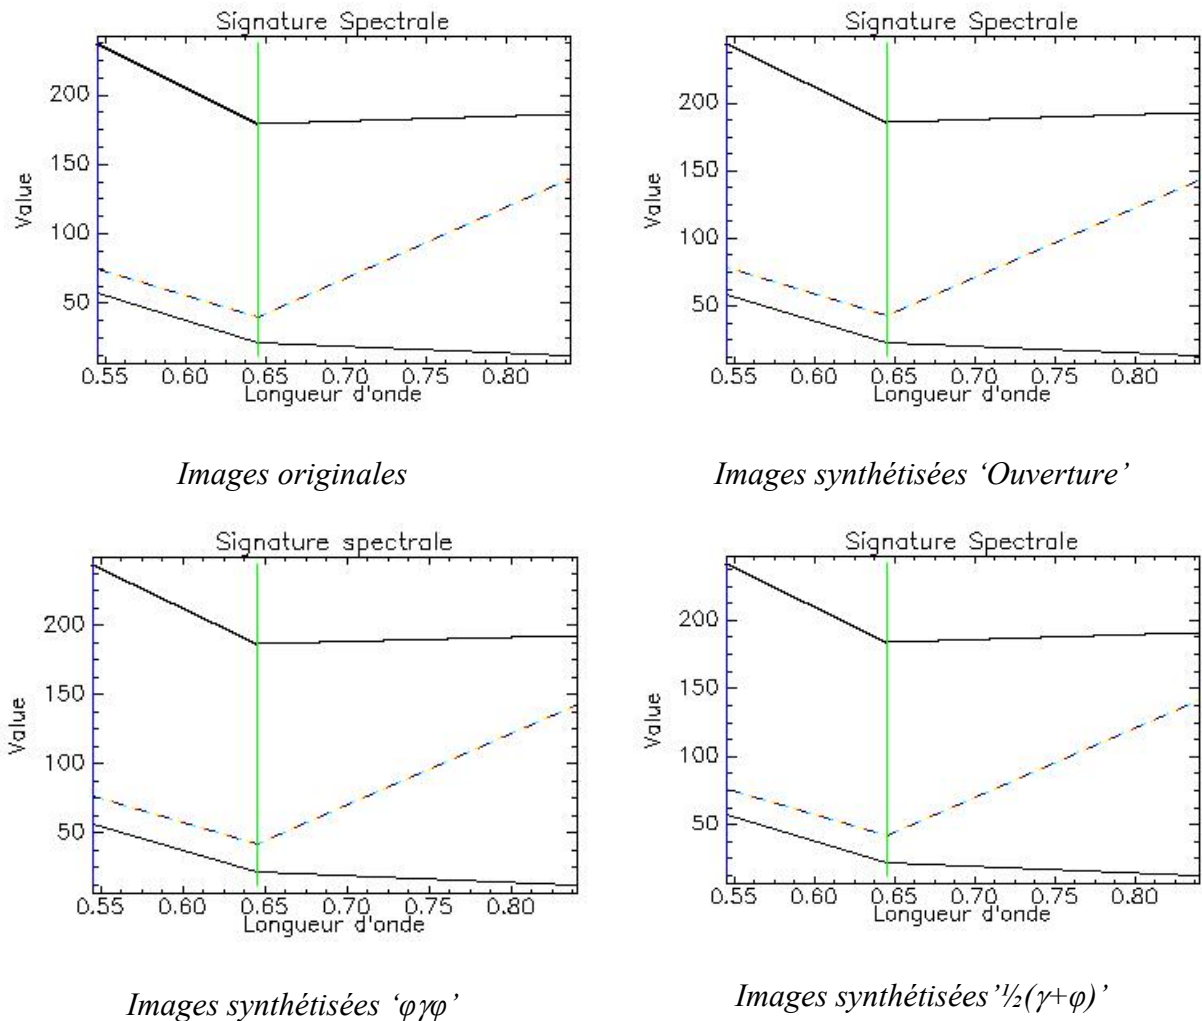 Signature Spectrale
Value
200
150
100
50
0.55 0.60 0.65 0.70 0.75 0.80
Longueur d'onde
Images originales
Signature Spectrale
Value
200
150
100
50
0.55 0.60 0.65 0.70 0.75 0.80
Longueur d'onde
Images synthétisées ‘Ouverture’
Signature spectrale
Value
200
150
100
50
0.55 0.60 0.65 0.70 0.75 0.80
Longueur d'onde
Images synthétisées ‘φγφ’
Signature Spectrale
Value
200
150
100
50
0.55 0.60 0.65 0.70 0.75 0.80
Longueur d'onde
Images synthétisées’½(γ+φ)’